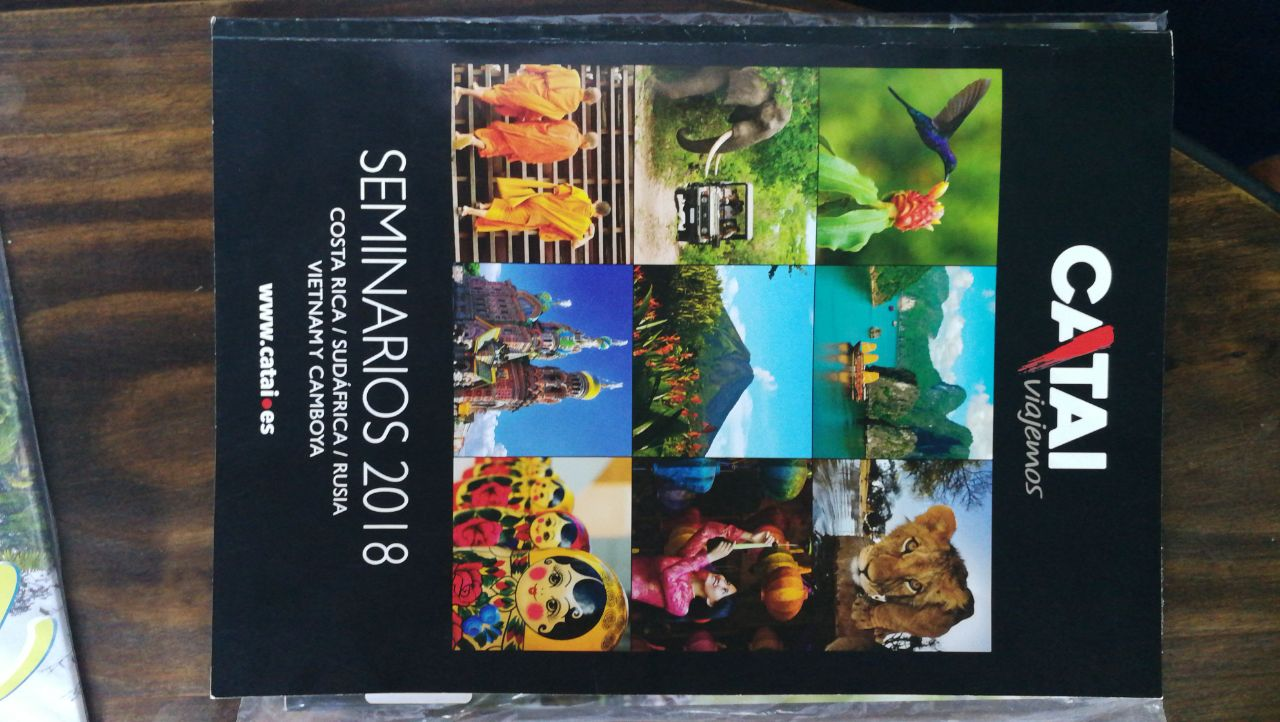 CATAI
viajemos
SEMINARIOS 2018
COSTA RICA / SUDÁFRICA / RUSIA
VIETNAM Y CAMBOYA
www.catai.es